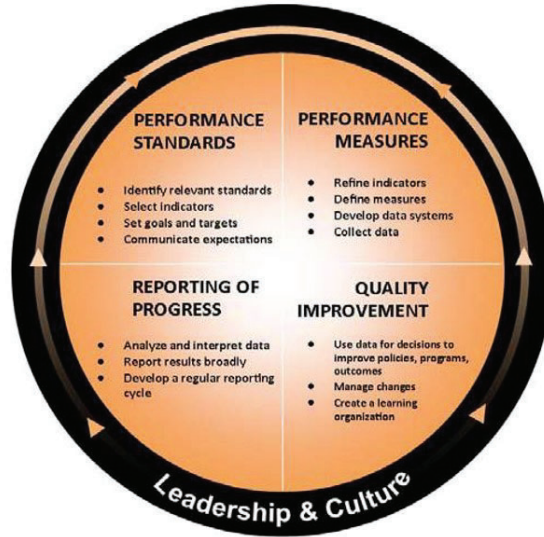 PERFORMANCE
STANDARDS
Identify relevant standards
Select indicators
Set goals and targets
Communicate expectations
PERFORMANCE
MEASURES
Refine indicators
Define measures
Develop data systems
Collect data
REPORTING OF
PROGRESS
Analyze and interpret data
Report results broadly
Develop a regular reporting
cycle
QUALITY
IMPROVEMENT
Use data for decisions to
improve policies, programs,
outcomes
Manage changes
Create a learning
organization
Leadership & Culture